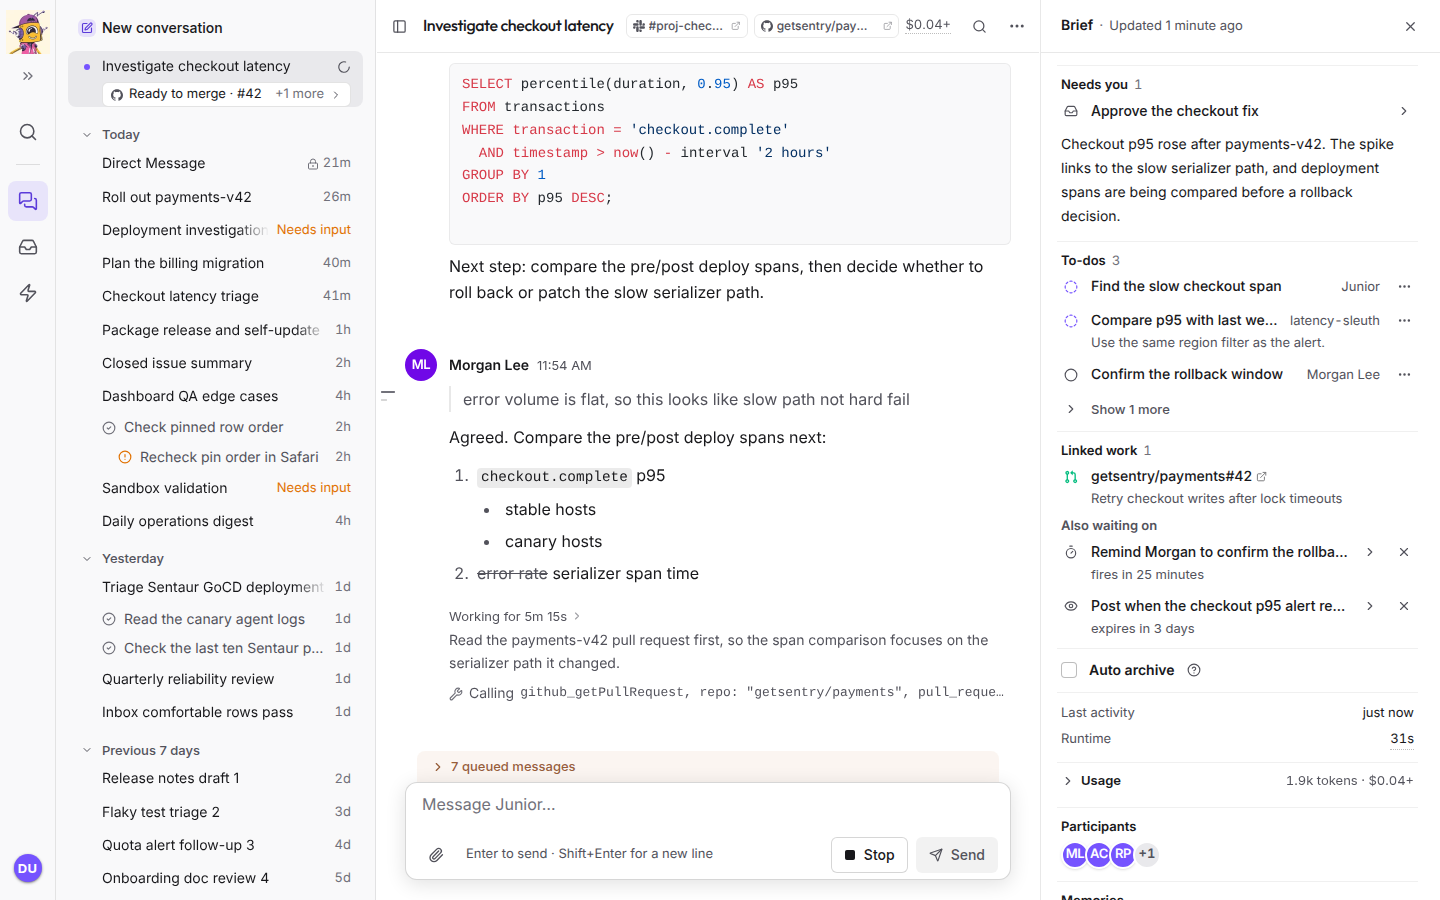 New conversation
Investigate checkout latency
Ready to merge · #42 +1 more
Today
Direct Message 21m
Roll out payments-v42 26m
Deployment investigation Needs input
Plan the billing migration 40m
Checkout latency triage 41m
Package release and self-update 1h
Closed issue summary 2h
Dashboard QA edge cases 4h
Check pinned row order 2h
Recheck pin order in Safari 2h
Sandbox validation Needs input
Daily operations digest 4h
Yesterday
Triage Sentaur GoCD deployment 1d
Read the canary agent logs 1d
Check the last ten Sentaur p... 1d
Quarterly reliability review 1d
Inbox comfortable rows pass 1d
Previous 7 days
Release notes draft 1 2d
Flaky test triage 2 3d
Quota alert follow-up 3 4d
Onboarding doc review 4 5d
DU
Investigate checkout latency #proj-chec... getsentry/pay... $0.04+
SELECT percentile(duration, 0.95) AS p95
FROM transactions
WHERE transaction = 'checkout.complete'
AND timestamp > now() - interval '2 hours'
GROUP BY 1
ORDER BY p95 DESC;
Next step: compare the pre/post deploy spans, then decide whether to
roll back or patch the slow serializer path.
ML Morgan Lee 11:54 AM
error volume is flat, so this looks like slow path not hard fail
Agreed. Compare the pre/post deploy spans next:
1. checkout.complete p95
• stable hosts
• canary hosts
2. error rate serializer span time
Working for 5m 15s
Read the payments-v42 pull request first, so the span comparison focuses on the
serializer path it changed.
Calling github_getPullRequest, repo: "getsentry/payments", pull_reque...
7 queued messages
Message Junior...
Enter to send · Shift+Enter for a new line Stop Send
Brief · Updated 1 minute ago
Needs you 1
Approve the checkout fix
Checkout p95 rose after payments-v42. The spike
links to the slow serializer path, and deployment
spans are being compared before a rollback
decision.
To-dos 3
Find the slow checkout span Junior
Compare p95 with last we... latency-sleuth
Use the same region filter as the alert.
Confirm the rollback window Morgan Lee
Show 1 more
Linked work 1
getsentry/payments#42
Retry checkout writes after lock timeouts
Also waiting on
Remind Morgan to confirm the rollba...
fires in 25 minutes
Post when the checkout p95 alert re...
expires in 3 days
Auto archive
Last activity just now
Runtime 31s
Usage 1.9k tokens · $0.04+
Participants
ML AC RP +1
Memories